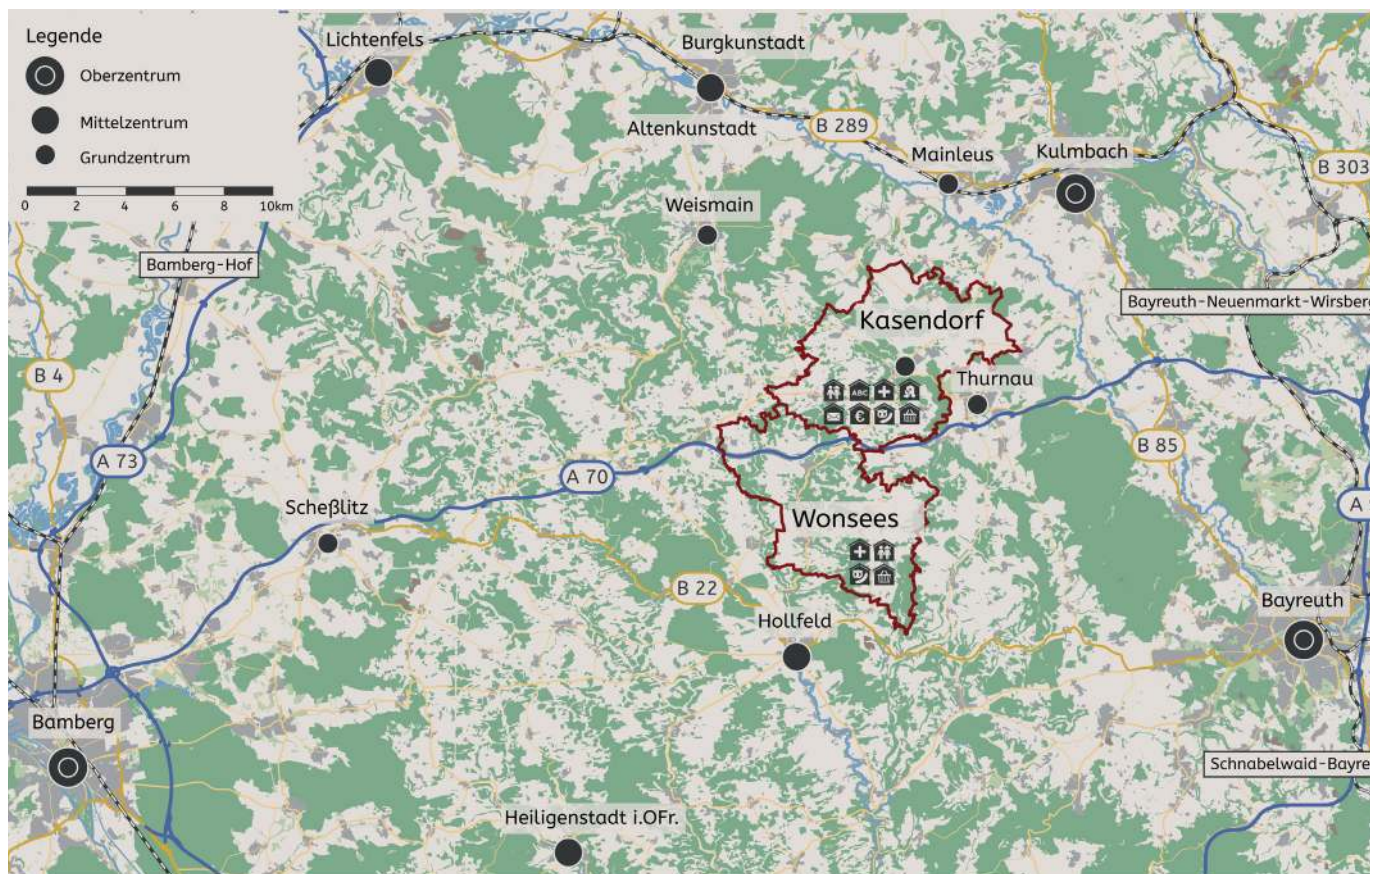 Legende
Oberzentrum
Mittelzentrum
Grundzentrum
0 2 4 6 8 10km
Lichtenfels
Burgkunstadt
Altenkunstadt
B 289
Mainleus
Kulmbach
B 303
Weismain
Bamberg-Hof
Bayreuth-Neuenmarkt-Wirsberg
Kasendorf
B 4
Thurnau
ABC
€
A 73
A 70
B 85
Scheßlitz
A
Wonsees
B 22
Hollfeld
Bayreuth
Bamberg
Schnabelwaid-Bayre
Heiligenstadt i.OFr.